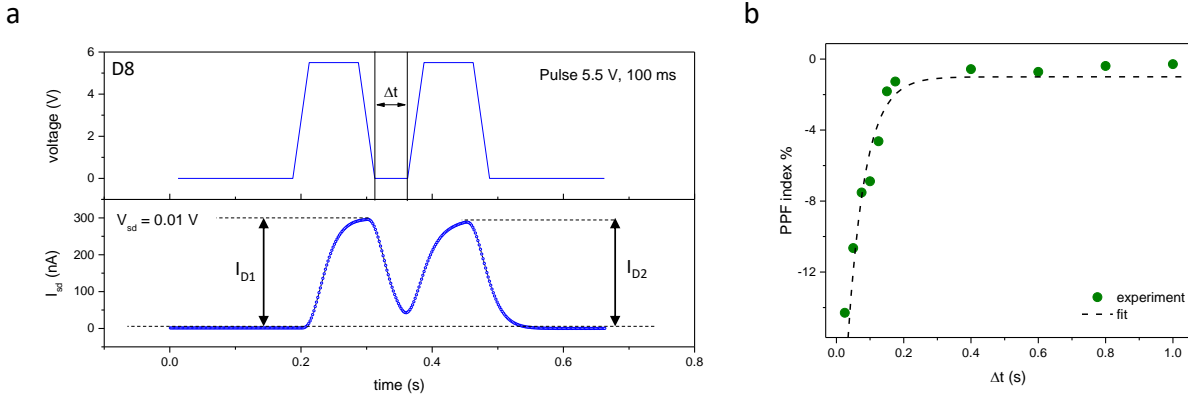 a
D8
Pulse 5.5 V, 100 ms
Δt
voltage (V)
6
4
2
0
V_sd = 0.01 V
I_D1
I_D2
I_sd (nA)
300
200
100
0
0.0 0.2 0.4 0.6 0.8
time (s)
b
PPF index %
0
-4
-8
-12
experiment
fit
0.0 0.2 0.4 0.6 0.8 1.0
Δt (s)